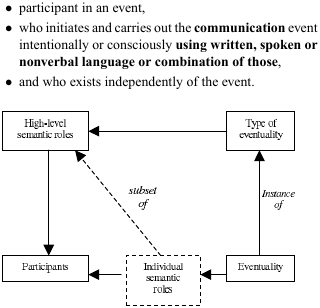 • participant in an event,
• who initiates and carries out the communication event
intentionally or consciously using written, spoken or
nonverbal language or combination of those,
• and who exists independently of the event.
High-level
semantic roles
Type of
eventuality
subset
of
Instance
of
Participants
Individual
semantic
roles
Eventuality